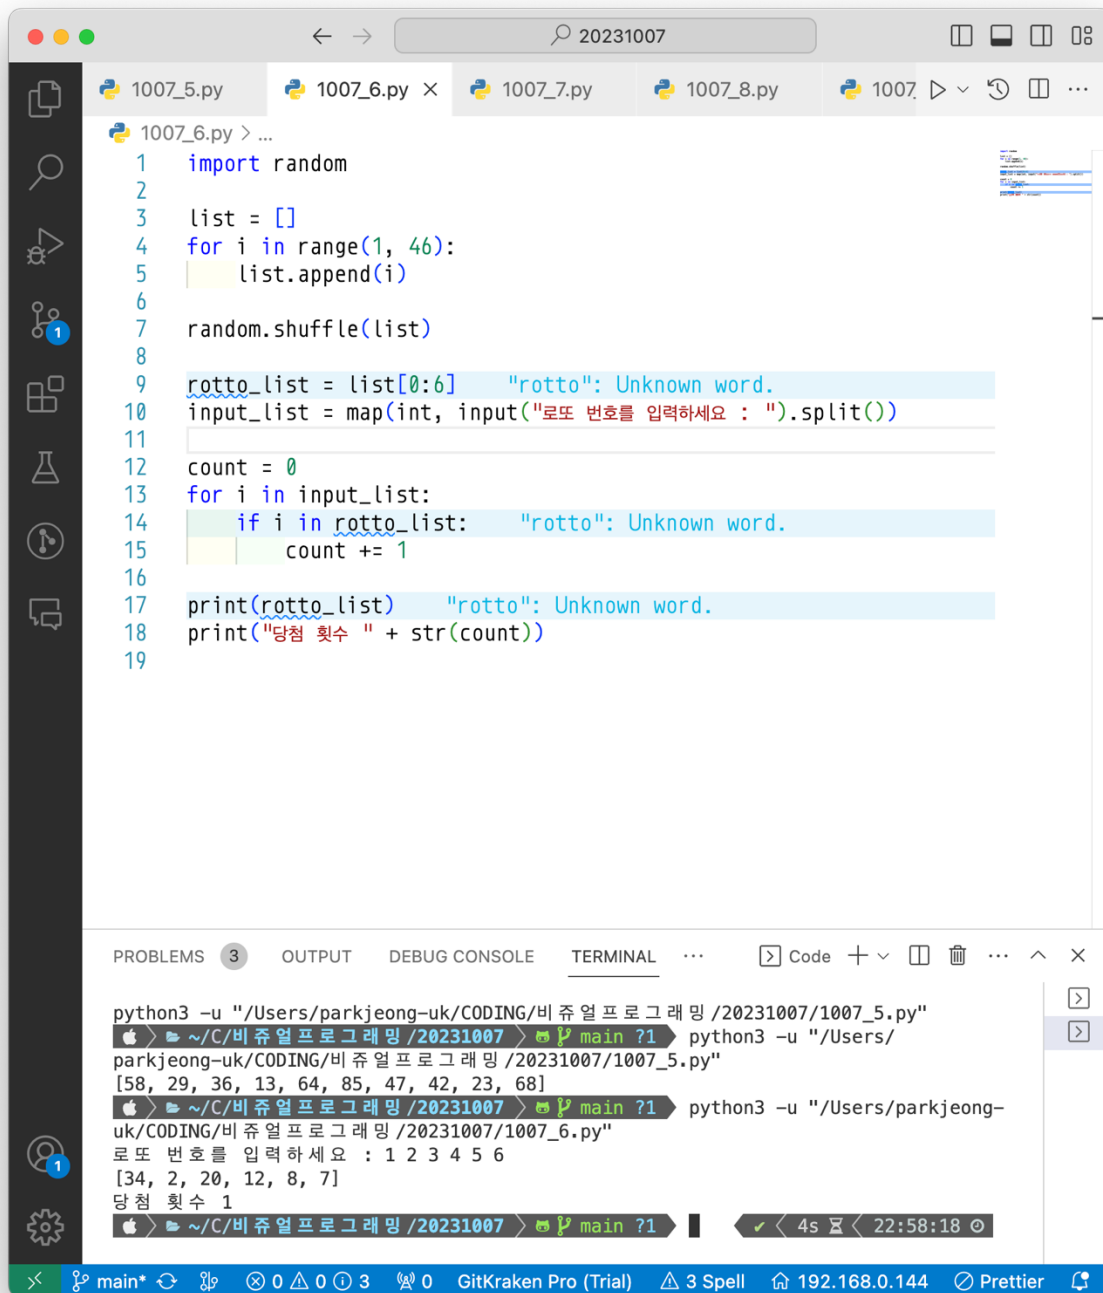 20231007
1007_5.py
1007_6.py
1007_7.py
1007_8.py
1007_
1007_6.py > ...
1 import random
2
3 list = []
4 for i in range(1, 46):
5 list.append(i)
6
7 random.shuffle(list)
8
9 rotto_list = list[0:6] "rotto": Unknown word.
10 input_list = map(int, input("로또 번호를 입력하세요 : ").split())
11
12 count = 0
13 for i in input_list:
14 if i in rotto_list: "rotto": Unknown word.
15 count += 1
16
17 print(rotto_list) "rotto": Unknown word.
18 print("당첨 횟수 " + str(count))
19
1
PROBLEMS 3 OUTPUT DEBUG CONSOLE TERMINAL ... Code
python3 -u "/Users/parkjeong-uk/CODING/비쥬얼프로그래밍/20231007/1007_5.py"
~/C/비쥬얼프로그래밍/20231007 main ?1 python3 -u "/Users/
parkjeong-uk/CODING/비쥬얼프로그래밍/20231007/1007_5.py"
[58, 29, 36, 13, 64, 85, 47, 42, 23, 68]
~/C/비쥬얼프로그래밍/20231007 main ?1 python3 -u "/Users/parkjeong-
uk/CODING/비쥬얼프로그래밍/20231007/1007_6.py"
로또 번호를 입력하세요 : 1 2 3 4 5 6
[34, 2, 20, 12, 8, 7]
당첨 횟수 1
~/C/비쥬얼프로그래밍/20231007 main ?1 4s 22:58:18
1
main* 0 0 3 0 GitKraken Pro (Trial) 3 Spell 192.168.0.144 Prettier